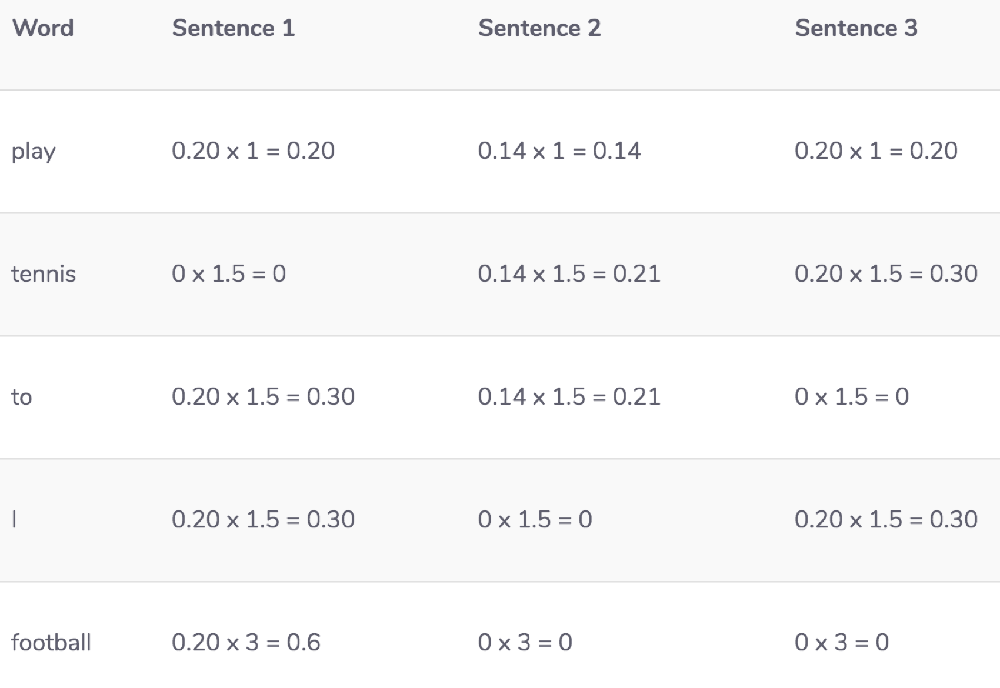 Word Sentence 1 Sentence 2 Sentence 3
play 0.20 x 1 = 0.20 0.14 x 1 = 0.14 0.20 x 1 = 0.20
tennis 0 x 1.5 = 0 0.14 x 1.5 = 0.21 0.20 x 1.5 = 0.30
to 0.20 x 1.5 = 0.30 0.14 x 1.5 = 0.21 0 x 1.5 = 0
I 0.20 x 1.5 = 0.30 0 x 1.5 = 0 0.20 x 1.5 = 0.30
football 0.20 x 3 = 0.6 0 x 3 = 0 0 x 3 = 0